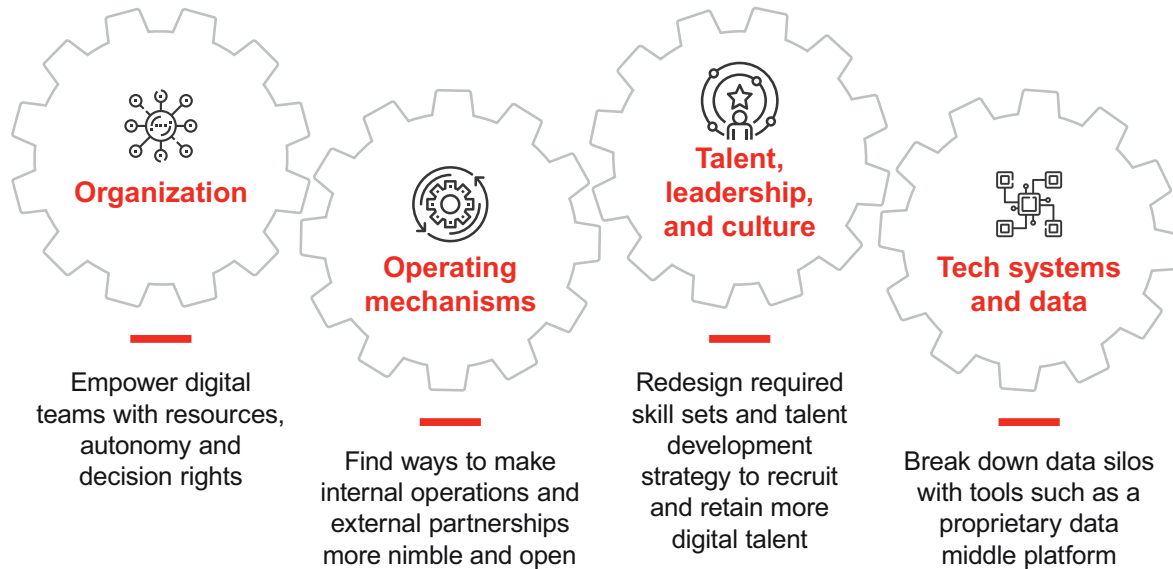 Organization
Empower digital
teams with resources,
autonomy and
decision rights
Operating
mechanisms
Find ways to make
internal operations and
external partnerships
more nimble and open
Talent,
leadership,
and culture
Redesign required
skill sets and talent
development
strategy to recruit
and retain more
digital talent
Tech systems
and data
Break down data silos
with tools such as a
proprietary data
middle platform